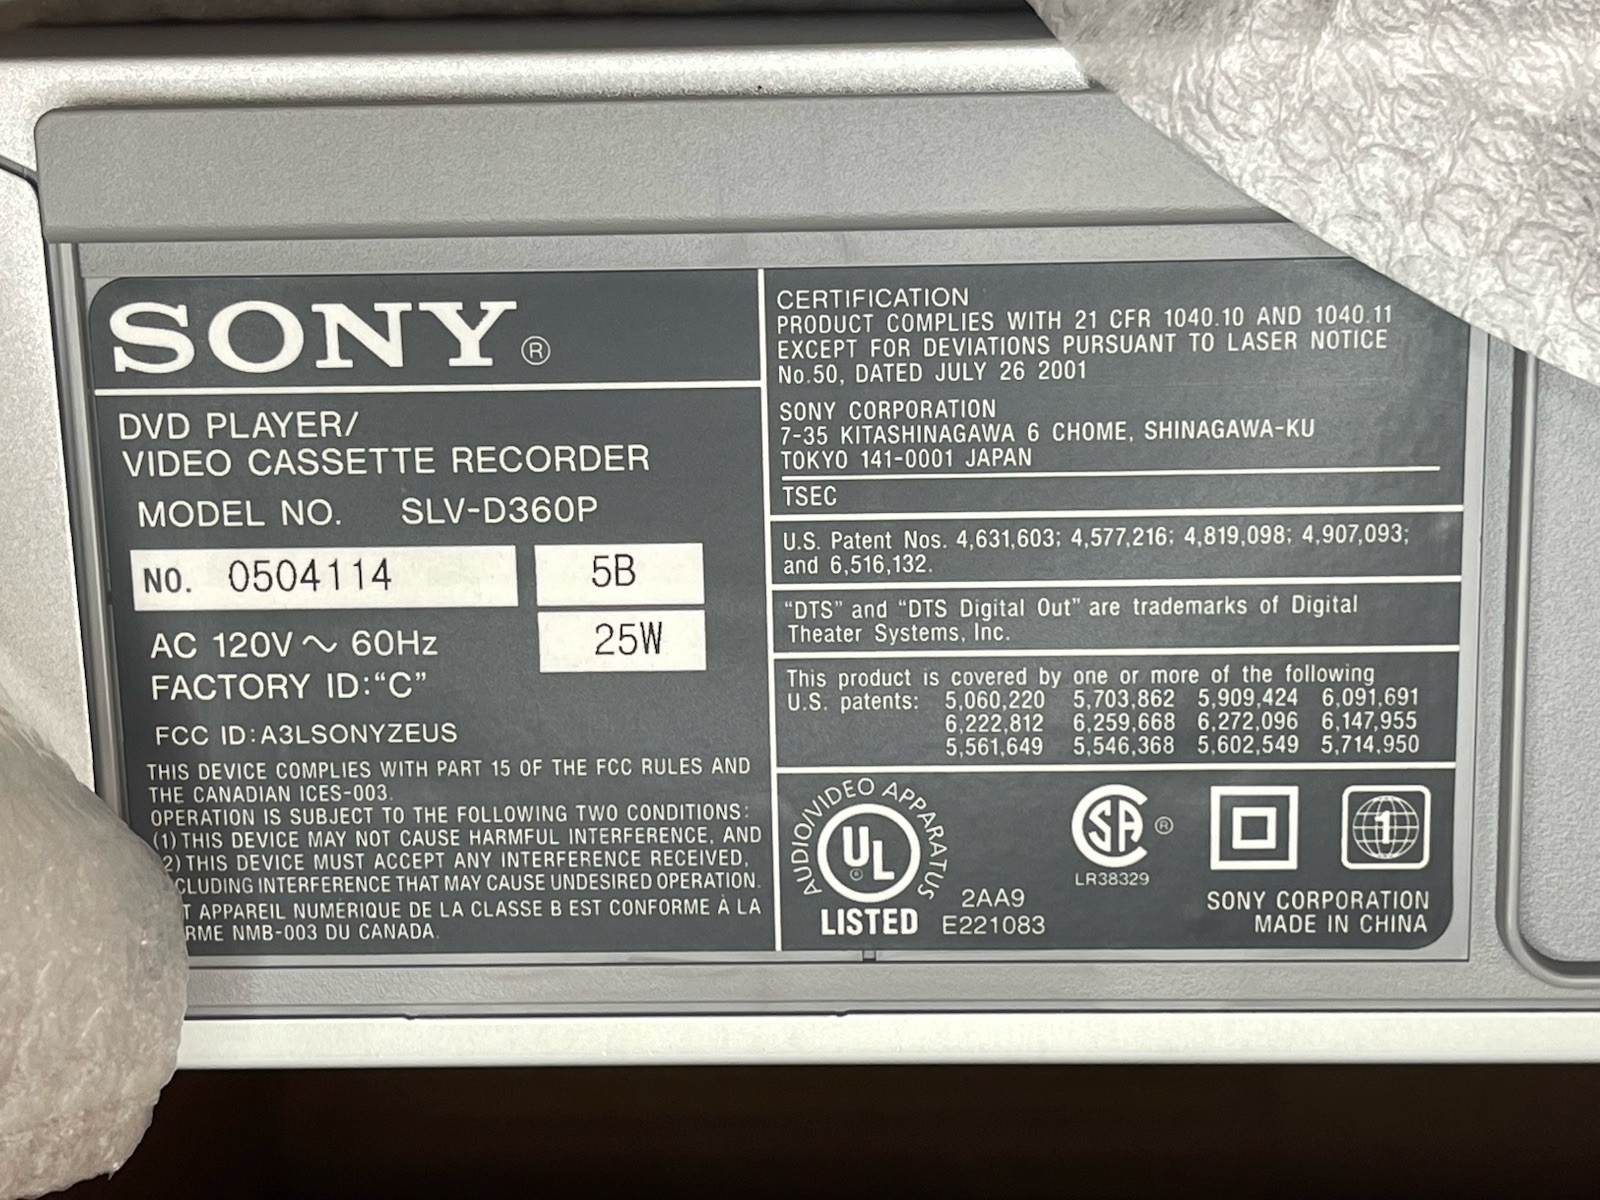 SONY®
DVD PLAYER/
VIDEO CASSETTE RECORDER
MODEL NO. SLV-D360P
NO. 0504114
5B
AC 120V ~ 60Hz
25W
FACTORY ID:“C”
FCC ID:A3LSONYZEUS
THIS DEVICE COMPLIES WITH PART 15 OF THE FCC RULES AND
THE CANADIAN ICES-003.
OPERATION IS SUBJECT TO THE FOLLOWING TWO CONDITIONS:
(1) THIS DEVICE MAY NOT CAUSE HARMFUL INTERFERENCE, AND
2) THIS DEVICE MUST ACCEPT ANY INTERFERENCE RECEIVED,
CLUDING INTERFERENCE THAT MAY CAUSE UNDESIRED OPERATION.
T APPAREIL NUMÉRIQUE DE LA CLASSE B EST CONFORME À LA
RME NMB-003 DU CANADA.
CERTIFICATION
PRODUCT COMPLIES WITH 21 CFR 1040.10 AND 1040.11
EXCEPT FOR DEVIATIONS PURSUANT TO LASER NOTICE
No.50, DATED JULY 26 2001
SONY CORPORATION
7-35 KITASHINAGAWA 6 CHOME, SHINAGAWA-KU
TOKYO 141-0001 JAPAN
TSEC
U.S. Patent Nos. 4,631,603; 4,577,216; 4,819,098; 4,907,093;
and 6,516,132.
“DTS” and “DTS Digital Out” are trademarks of Digital
Theater Systems, Inc.
This product is covered by one or more of the following
U.S. patents: 5,060,220 5,703,862 5,909,424 6,091,691
6,222,812 6,259,668 6,272,096 6,147,955
5,561,649 5,546,368 5,602,549 5,714,950
AUDIO/VIDEO APPARATUS
UL®
LISTED
2AA9
E221083
SA®
LR38329
1
SONY CORPORATION
MADE IN CHINA